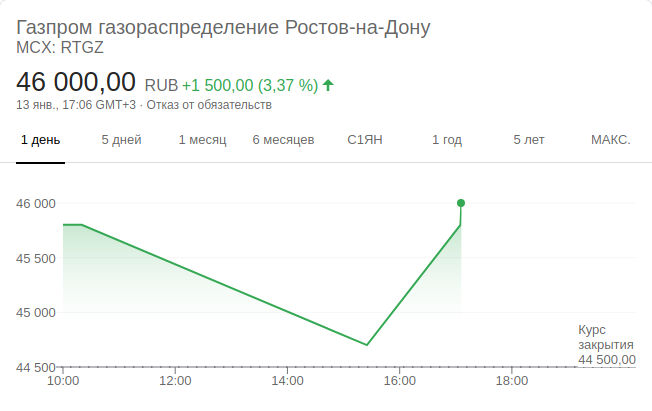 Газпром газораспределение Ростов-на-Дону
MCX: RTGZ
46 000,00 RUB +1 500,00 (3,37 %)
13 янв., 17:06 GMT+3 · Отказ от обязательств
1 день 5 дней 1 месяц 6 месяцев С1ЯН 1 год 5 лет МАКС.
46 000
45 500
45 000
Курс
закрытия
44 500,00
44 500
10:00 12:00 14:00 16:00 18:00